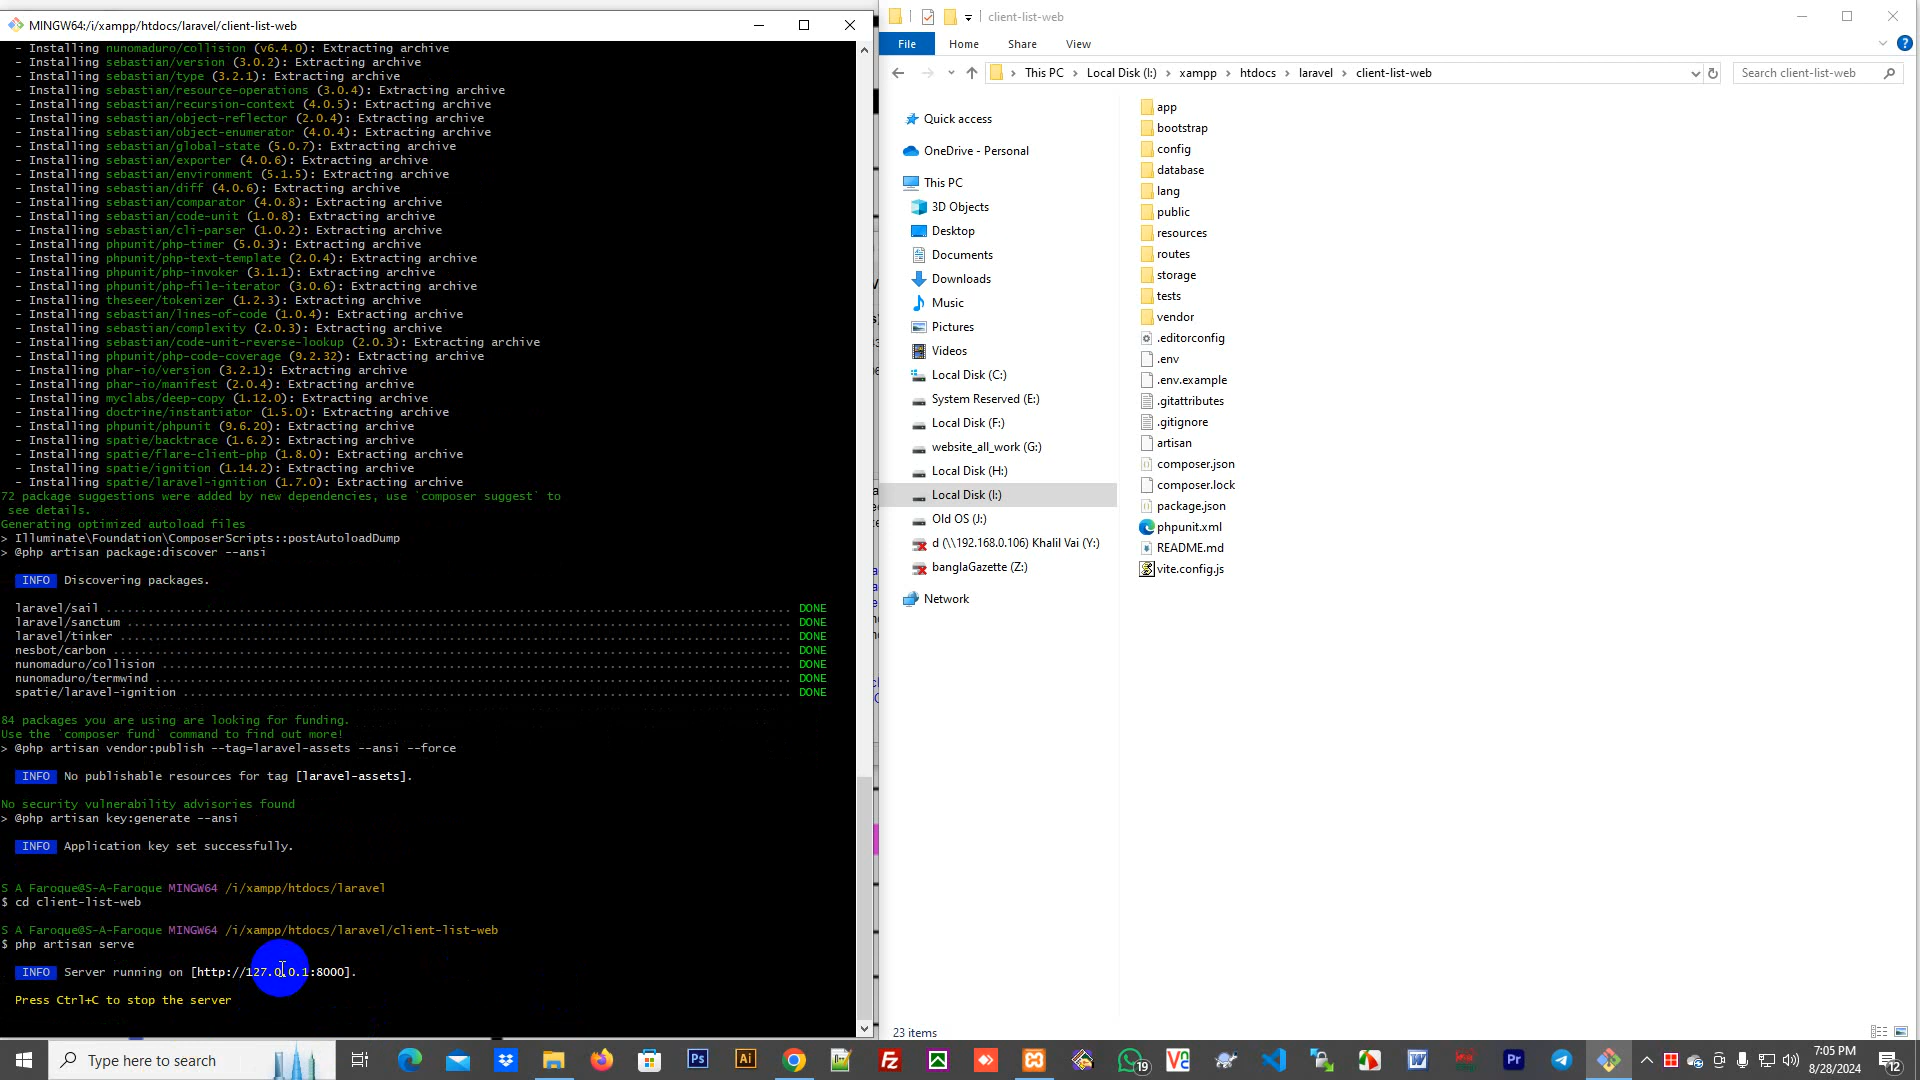 MINGW64:/i/xampp/htdocs/laravel/client-list-web
- Installing nunomaduro/collision (v6.4.0): Extracting archive
- Installing sebastian/version (3.0.2): Extracting archive
- Installing sebastian/type (3.2.1): Extracting archive
- Installing sebastian/resource-operations (3.0.4): Extracting archive
- Installing sebastian/recursion-context (4.0.5): Extracting archive
- Installing sebastian/object-reflector (2.0.4): Extracting archive
- Installing sebastian/object-enumerator (4.0.4): Extracting archive
- Installing sebastian/global-state (5.0.7): Extracting archive
- Installing sebastian/exporter (4.0.6): Extracting archive
- Installing sebastian/environment (5.1.5): Extracting archive
- Installing sebastian/diff (4.0.6): Extracting archive
- Installing sebastian/comparator (4.0.8): Extracting archive
- Installing sebastian/code-unit (1.0.8): Extracting archive
- Installing sebastian/cli-parser (1.0.2): Extracting archive
- Installing phpunit/php-timer (5.0.3): Extracting archive
- Installing phpunit/php-text-template (2.0.4): Extracting archive
- Installing phpunit/php-invoker (3.1.1): Extracting archive
- Installing phpunit/php-file-iterator (3.0.6): Extracting archive
- Installing theseer/tokenizer (1.2.3): Extracting archive
- Installing sebastian/lines-of-code (1.0.4): Extracting archive
- Installing sebastian/complexity (2.0.3): Extracting archive
- Installing sebastian/code-unit-reverse-lookup (2.0.3): Extracting archive
- Installing phpunit/php-code-coverage (9.2.32): Extracting archive
- Installing phar-io/version (3.2.1): Extracting archive
- Installing phar-io/manifest (2.0.4): Extracting archive
- Installing myclabs/deep-copy (1.12.0): Extracting archive
- Installing doctrine/instantiator (1.5.0): Extracting archive
- Installing phpunit/phpunit (9.6.20): Extracting archive
- Installing spatie/backtrace (1.6.2): Extracting archive
- Installing spatie/flare-client-php (1.8.0): Extracting archive
- Installing spatie/ignition (1.14.2): Extracting archive
- Installing spatie/laravel-ignition (1.7.0): Extracting archive
72 package suggestions were added by new dependencies, use `composer suggest` to
see details.
Generating optimized autoload files
> Illuminate\Foundation\ComposerScripts::postAutoloadDump
> @php artisan package:discover --ansi
INFO Discovering packages.
laravel/sail ........ DONE
laravel/sanctum ........ DONE
laravel/tinker ........ DONE
nesbot/carbon ........ DONE
nunomaduro/collision ........ DONE
nunomaduro/termwind ........ DONE
spatie/laravel-ignition ........ DONE
84 packages you are using are looking for funding.
Use the `composer fund` command to find out more!
> @php artisan vendor:publish --tag=laravel-assets --ansi --force
INFO No publishable resources for tag [laravel-assets].
No security vulnerability advisories found
> @php artisan key:generate --ansi
INFO Application key set successfully.
S A Faroque@S-A-Faroque MINGW64 /i/xampp/htdocs/laravel
$ cd client-list-web
S A Faroque@S-A-Faroque MINGW64 /i/xampp/htdocs/laravel/client-list-web
$ php artisan serve
INFO Server running on [http://127.0.0.1:8000].
Press Ctrl+C to stop the server
client-list-web
File Home Share View
This PC > Local Disk (I:) > xampp > htdocs > laravel > client-list-web
Search client-list-web
Quick access
OneDrive - Personal
This PC
3D Objects
Desktop
Documents
Downloads
Music
Pictures
Videos
Local Disk (C:)
System Reserved (E:)
Local Disk (F:)
website_all_work (G:)
Local Disk (H:)
Local Disk (I:)
Old OS (J:)
d (\\192.168.0.106) Khalil Vai (Y:)
banglaGazette (Z:)
Network
app
bootstrap
config
database
lang
public
resources
routes
storage
tests
vendor
.editorconfig
.env
.env.example
.gitattributes
.gitignore
artisan
composer.json
composer.lock
package.json
phpunit.xml
README.md
vite.config.js
23 items
Type here to search
Ps
Ai
19
Pr
7:05 PM
8/28/2024
12